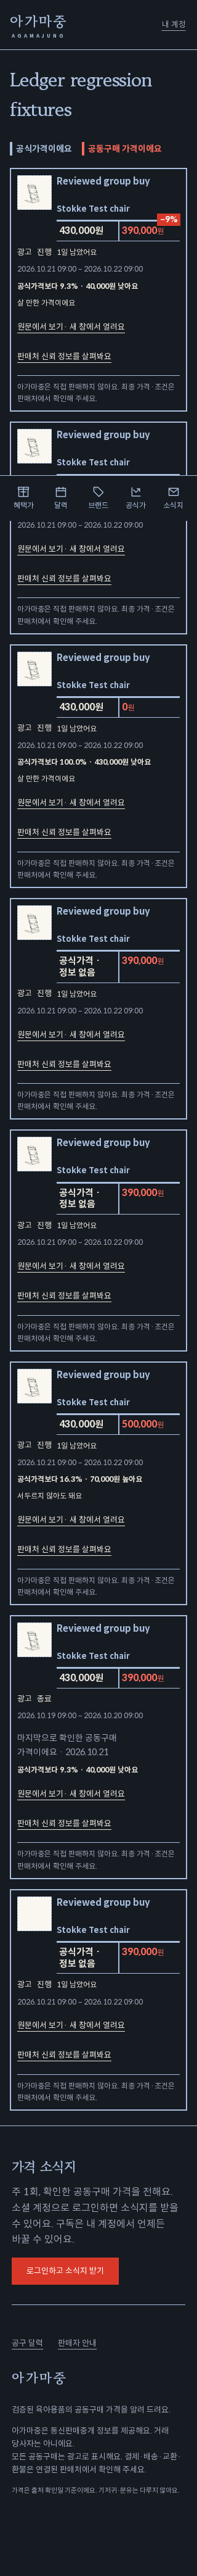 아가마중
AGAMAJUNG
내 계정
Ledger regression
fixtures
공식가격이에요
공동구매 가격이에요
Reviewed group buy
Stokke Test chair
-9%
430,000원
390,000원
광고 진행 1일 남았어요
2026.10.21 09:00 – 2026.10.22 09:00
공식가격보다 9.3% · 40,000원 낮아요
살 만한 가격이에요
원문에서 보기 · 새 창에서 열려요
판매처 신뢰 정보를 살펴봐요
아가마중은 직접 판매하지 않아요. 최종 가격 · 조건은
판매처에서 확인해 주세요.
Reviewed group buy
Stokke Test chair
혜택가
달력
브랜드
공식가
소식지
2026.10.21 09:00 – 2026.10.22 09:00
원문에서 보기 · 새 창에서 열려요
판매처 신뢰 정보를 살펴봐요
아가마중은 직접 판매하지 않아요. 최종 가격 · 조건은
판매처에서 확인해 주세요.
Reviewed group buy
Stokke Test chair
430,000원
0원
광고 진행 1일 남았어요
2026.10.21 09:00 – 2026.10.22 09:00
공식가격보다 100.0% · 430,000원 낮아요
살 만한 가격이에요
원문에서 보기 · 새 창에서 열려요
판매처 신뢰 정보를 살펴봐요
아가마중은 직접 판매하지 않아요. 최종 가격 · 조건은
판매처에서 확인해 주세요.
Reviewed group buy
Stokke Test chair
공식가격 ·
정보 없음
390,000원
광고 진행 1일 남았어요
2026.10.21 09:00 – 2026.10.22 09:00
원문에서 보기 · 새 창에서 열려요
판매처 신뢰 정보를 살펴봐요
아가마중은 직접 판매하지 않아요. 최종 가격 · 조건은
판매처에서 확인해 주세요.
Reviewed group buy
Stokke Test chair
공식가격 ·
정보 없음
390,000원
광고 진행 1일 남았어요
2026.10.21 09:00 – 2026.10.22 09:00
원문에서 보기 · 새 창에서 열려요
판매처 신뢰 정보를 살펴봐요
아가마중은 직접 판매하지 않아요. 최종 가격 · 조건은
판매처에서 확인해 주세요.
Reviewed group buy
Stokke Test chair
430,000원
500,000원
광고 진행 1일 남았어요
2026.10.21 09:00 – 2026.10.22 09:00
공식가격보다 16.3% · 70,000원 높아요
서두르지 않아도 돼요
원문에서 보기 · 새 창에서 열려요
판매처 신뢰 정보를 살펴봐요
아가마중은 직접 판매하지 않아요. 최종 가격 · 조건은
판매처에서 확인해 주세요.
Reviewed group buy
Stokke Test chair
430,000원
390,000원
광고 종료
2026.10.19 09:00 – 2026.10.20 09:00
마지막으로 확인한 공동구매
가격이에요 · 2026.10.21
공식가격보다 9.3% · 40,000원 낮아요
원문에서 보기 · 새 창에서 열려요
판매처 신뢰 정보를 살펴봐요
아가마중은 직접 판매하지 않아요. 최종 가격 · 조건은
판매처에서 확인해 주세요.
Reviewed group buy
Stokke Test chair
공식가격 ·
정보 없음
390,000원
광고 진행 1일 남았어요
2026.10.21 09:00 – 2026.10.22 09:00
원문에서 보기 · 새 창에서 열려요
판매처 신뢰 정보를 살펴봐요
아가마중은 직접 판매하지 않아요. 최종 가격 · 조건은
판매처에서 확인해 주세요.
가격 소식지
주 1회, 확인한 공동구매 가격을 전해요.
소셜 계정으로 로그인하면 소식지를 받을
수 있어요. 구독은 내 계정에서 언제든
바꿀 수 있어요.
로그인하고 소식지 받기
공구 달력
판매자 안내
아가마중
검증된 육아용품의 공동구매 가격을 알려 드려요.
아가마중은 통신판매중개 정보를 제공해요. 거래
당사자는 아니에요.
모든 공동구매는 광고로 표시해요. 결제 · 배송 · 교환 ·
환불은 연결된 판매처에서 확인해 주세요.
가격은 출처 확인일 기준이에요. 기저귀·분유는 다루지 않아요.